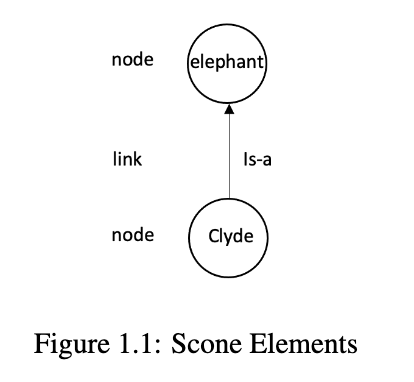 node elephant
link Is-a
node Clyde
Figure 1.1: Scone Elements